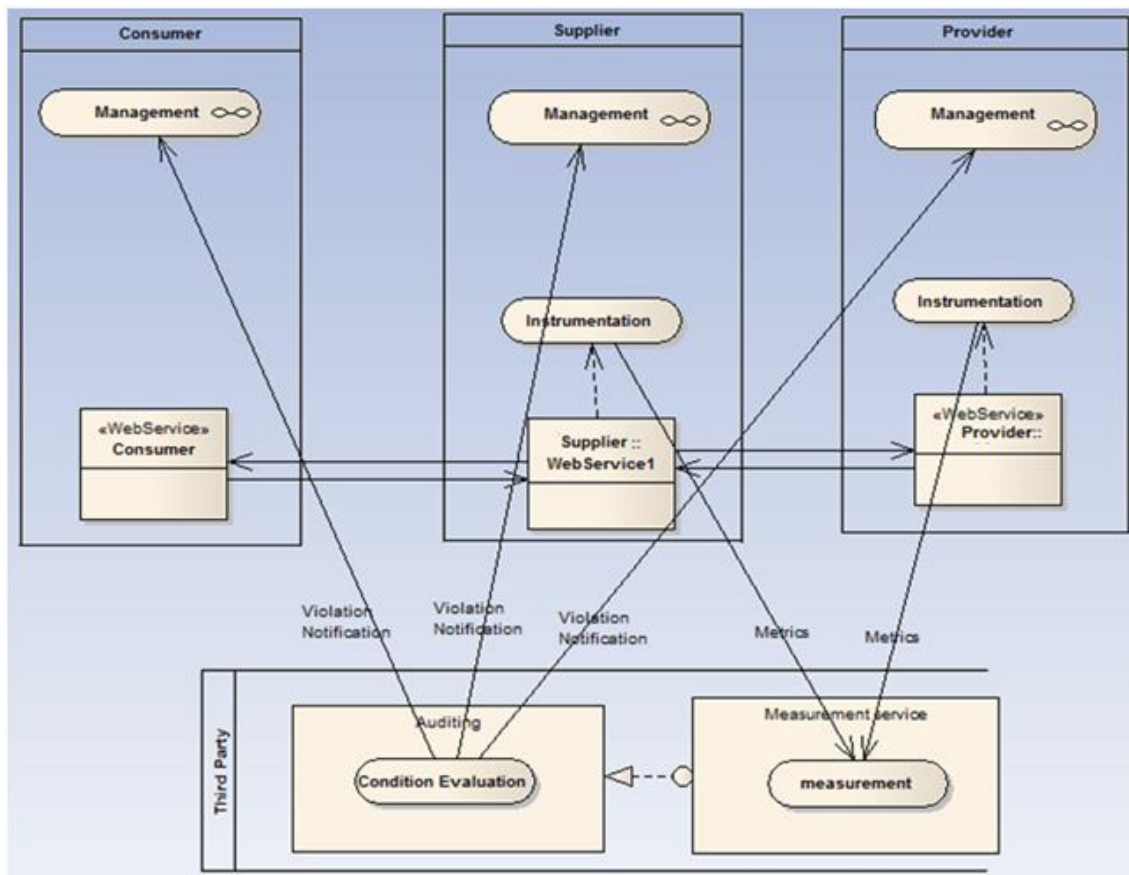 Consumer
Supplier
Provider
Management
Management
Management
Instrumentation
Instrumentation
«WebService»
Consumer
Supplier ::
WebService1
«WebService»
Provider::
Violation
Notification
Violation
Notification
Violation
Notification
Metrics
Metrics
Third Party
Auditing
Condition Evaluation
Measurement service
measurement